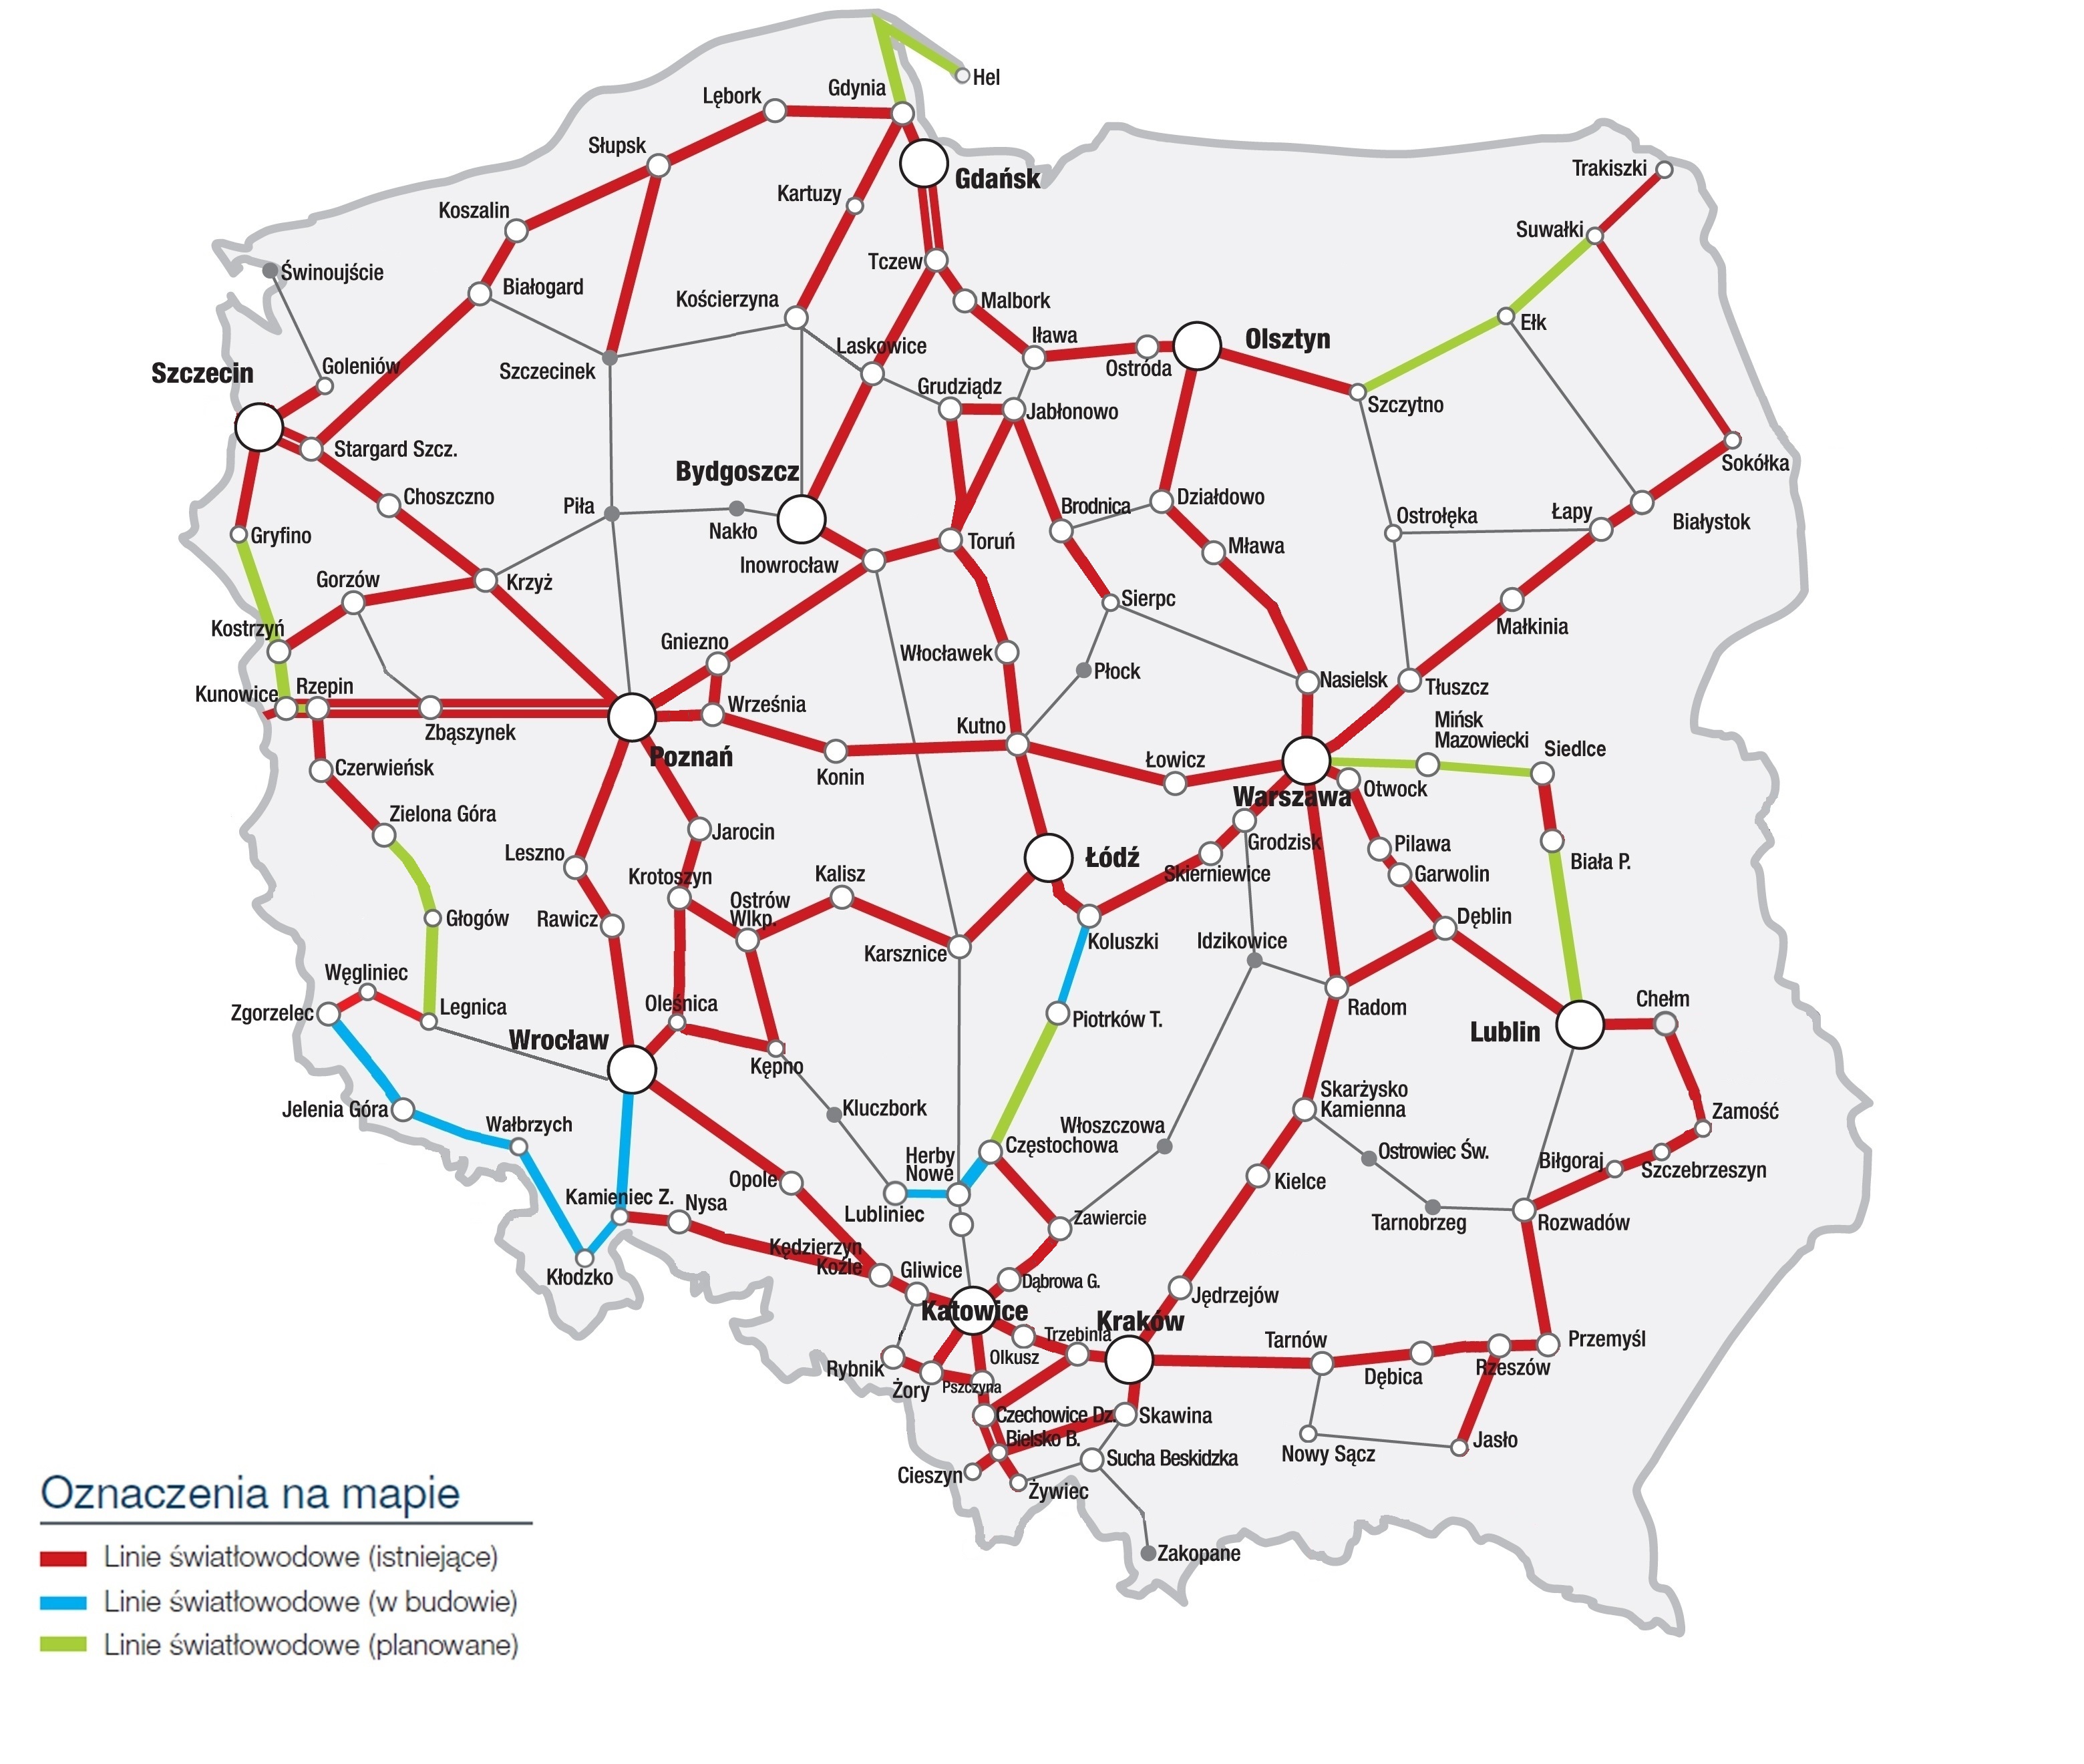 Hel
Gdynia
Lębork
Słupsk
Gdańsk
Trakiszki
Kartuzy
Koszalin
Suwałki
Tczew
Świnoujście
Białogard
Kościerzyna
Malbork
Ełk
Iława
Olsztyn
Laskowice
Goleniów
Szczecin
Szczecinek
Ostróda
Grudziądz
Jabłonowo
Szczytno
Stargard Szcz.
Sokółka
Bydgoszcz
Choszczno
Piła
Nakło
Brodnica
Działdowo
Ostrołęka
Łapy
Białystok
Gryfino
Toruń
Mława
Inowrocław
Gorzów
Krzyż
Sierpc
Małkinia
Kostrzyń
Gniezno
Włocławek
Płock
Nasielsk
Tłuszcz
Kunowice
Rzepin
Września
Zbąszynek
Kutno
Mińsk
Mazowiecki
Siedlce
Poznań
Konin
Łowicz
Czerwieńsk
Warszawa
Otwock
Zielona Góra
Jarocin
Grodzisk
Pilawa
Leszno
Łódź
Skierniewice
Garwolin
Biała P.
Krotoszyn
Kalisz
Ostrów
Wlkp.
Głogów
Rawicz
Dęblin
Koluszki
Idzikowice
Karsznice
Węgliniec
Zgorzelec
Legnica
Oleśnica
Piotrków T.
Radom
Chełm
Lublin
Wrocław
Kępno
Jelenia Góra
Kluczbork
Skarżysko
Kamienna
Zamość
Wałbrzych
Włoszczowa
Częstochowa
Ostrowiec Św.
Herby
Nowe
Biłgoraj
Szczebrzeszyn
Opole
Kielce
Kamieniec Z.
Nysa
Lubliniec
Zawiercie
Tarnobrzeg
Rozwadów
Kędzierzyn
Koźle
Kłodzko
Gliwice
Dąbrowa G.
Jędrzejów
Katowice
Kraków
Trzebinia
Olkusz
Tarnów
Przemyśl
Rybnik
Żory
Pszczyna
Dębica
Rzeszów
Czechowice Dz.
Skawina
Bielsko B.
Nowy Sącz
Jasło
Cieszyn
Sucha Beskidzka
Żywiec
Zakopane
Oznaczenia na mapie
Linie światłowodowe (istniejące)
Linie światłowodowe (w budowie)
Linie światłowodowe (planowane)